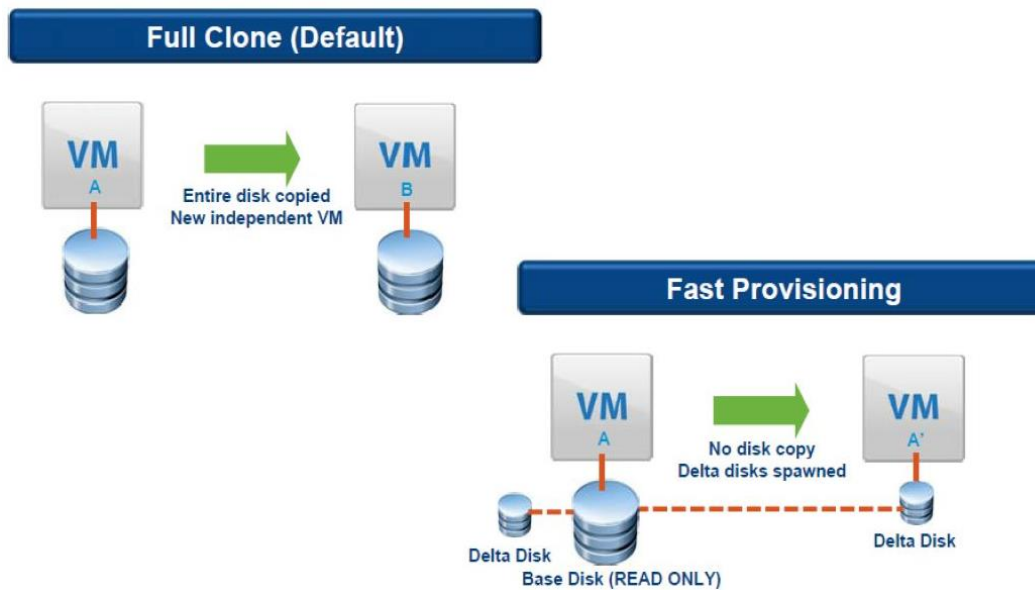 Full Clone (Default)
VM
A
Entire disk copied
New independent VM
VM
B
Fast Provisioning
VM
A
No disk copy
Delta disks spawned
VM
A'
Delta Disk
Base Disk (READ ONLY)
Delta Disk